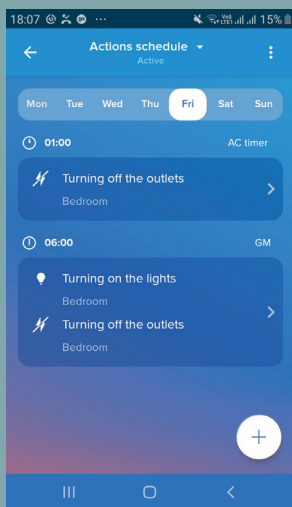 18:07 ... 15%
Actions schedule
Active
Mon Tue Wed Thu Fri Sat Sun
01:00 AC timer
Turning off the outlets
Bedroom
06:00 GM
Turning on the lights
Bedroom
Turning off the outlets
Bedroom